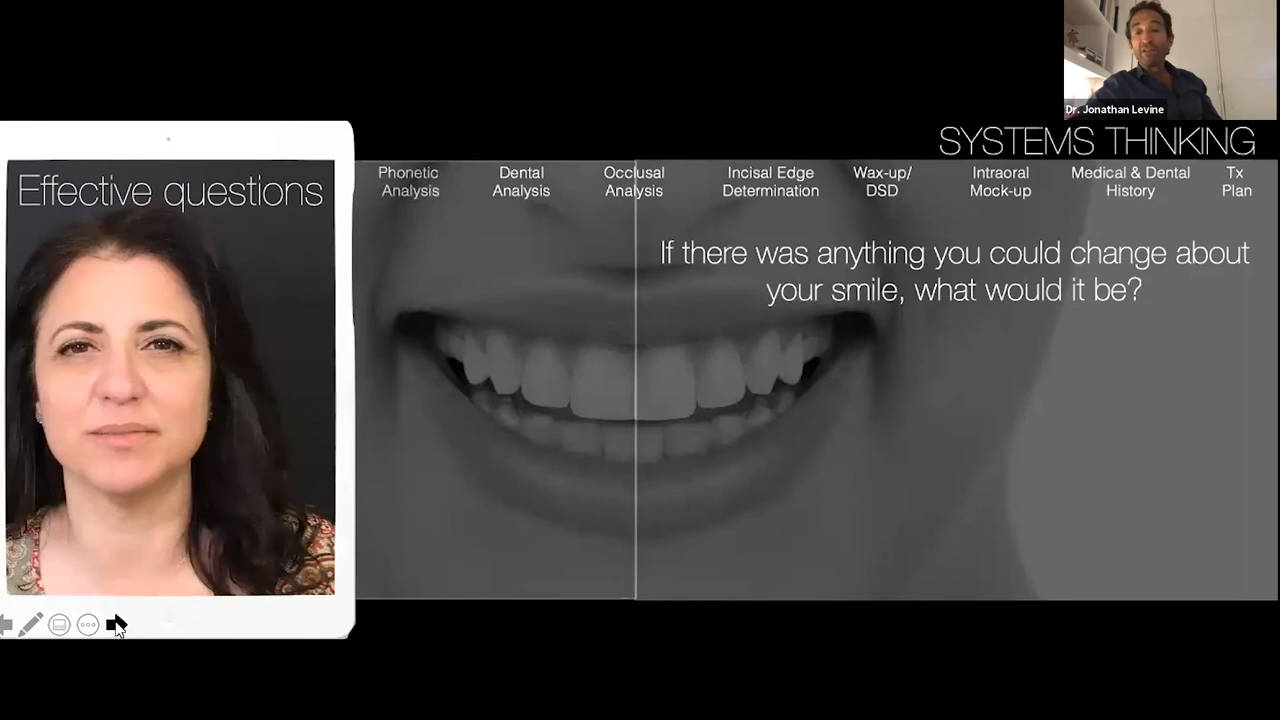 Dr. Jonathan Levine
SYSTEMS THINKING
Effective questions
Phonetic
Analysis
Dental
Analysis
Occlusal
Analysis
Incisal Edge
Determination
Wax-up/
DSD
Intraoral
Mock-up
Medical & Dental
History
Tx
Plan
If there was anything you could change about
your smile, what would it be?